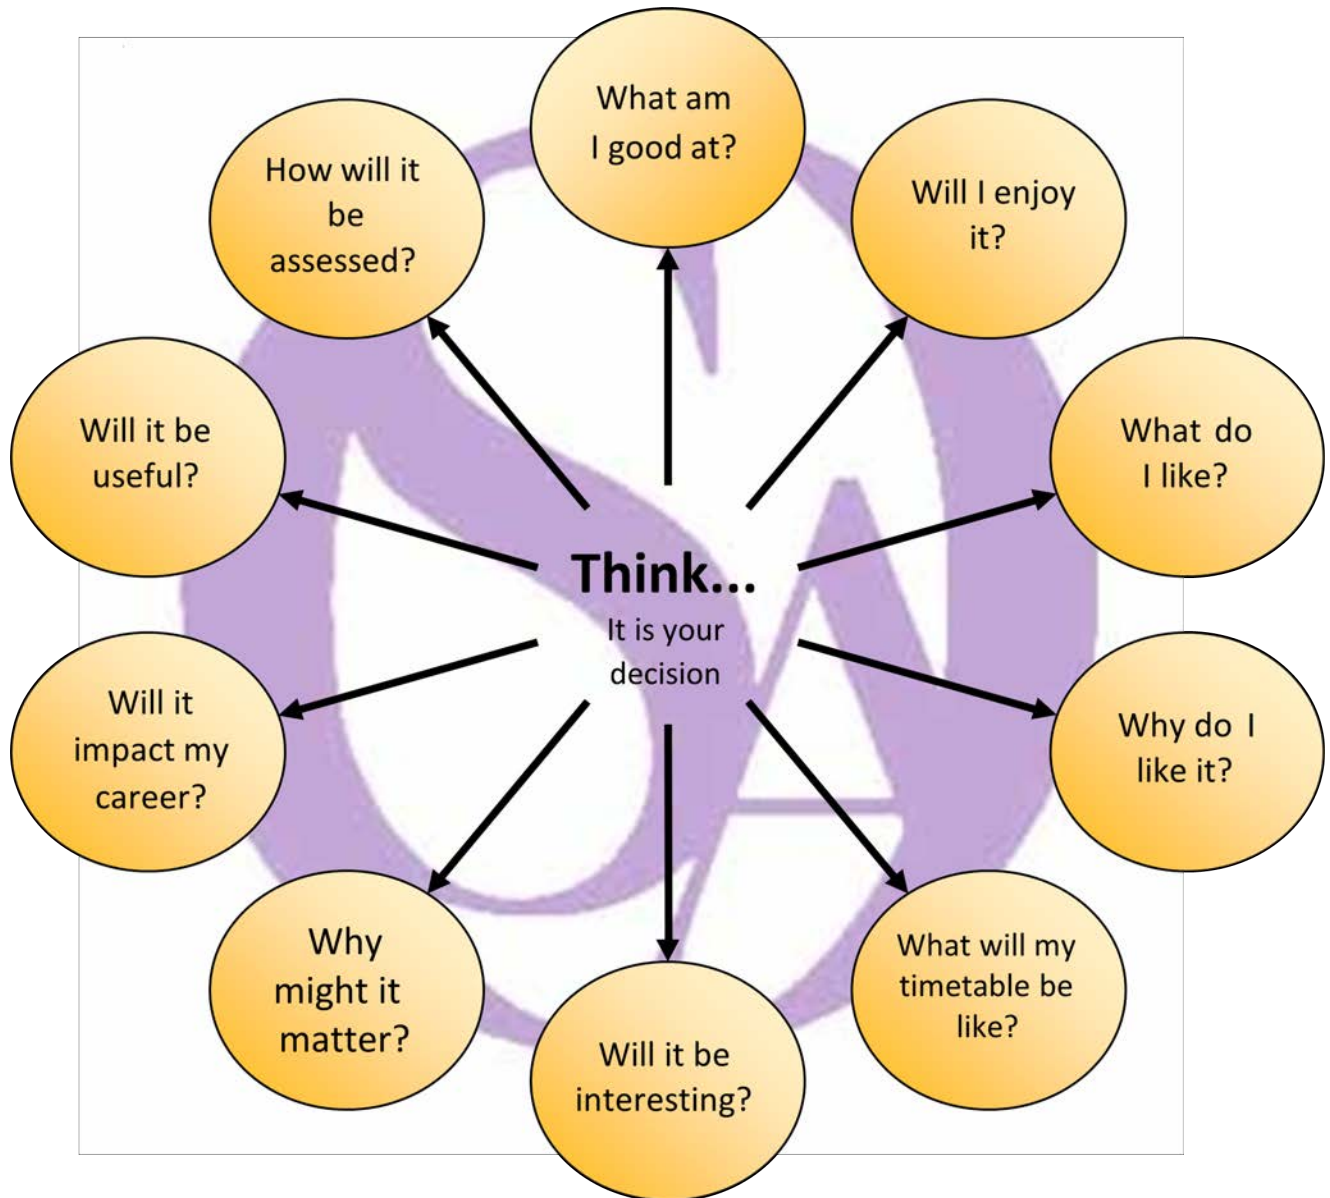 What am
I good at?
Will I enjoy
it?
What do
I like?
Why do I
like it?
What will my
timetable be
like?
Will it be
interesting?
Why
might it
matter?
Will it
impact my
career?
Will it be
useful?
How will it
be
assessed?
Think...
It is your
decision